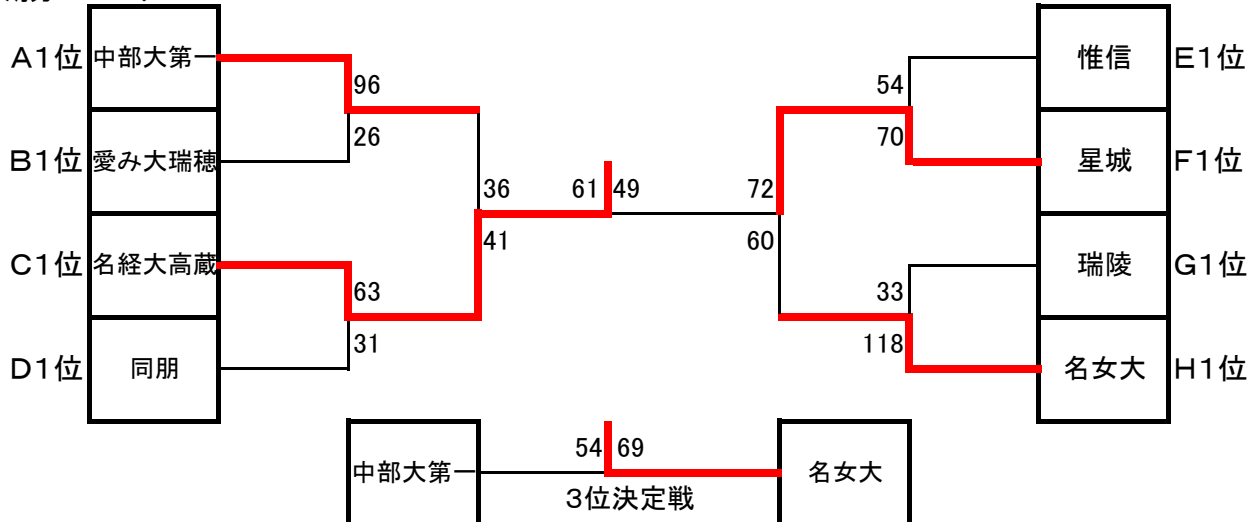 A1位 中部大第一
B1位 愛み大瑞穂
C1位 名経大高蔵
D1位 同朋
96
26
63
31
36
41
61 49
72
60
54
70
33
118
惟信 E1位
星城 F1位
瑞陵 G1位
名女大 H1位
中部大第一 54 69 名女大
3位決定戦